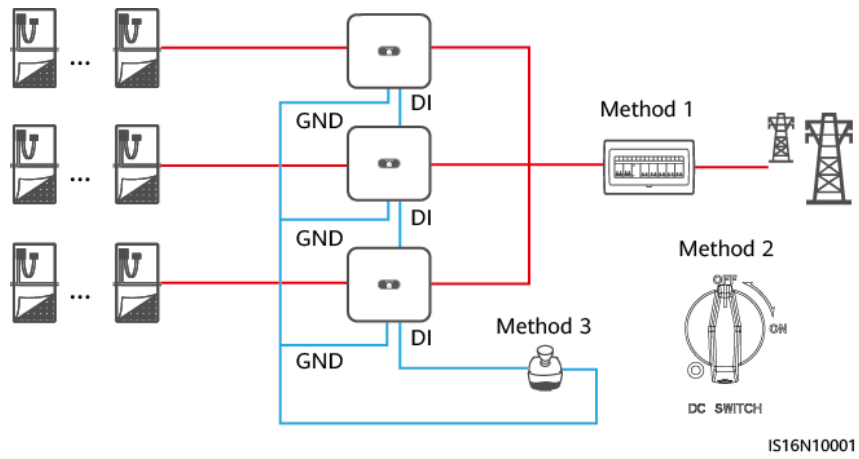 ...
DI
GND
Method 1
...
DI
GND
Method 2
OFF
ON
...
DI
GND
Method 3
DC SWITCH
IS16N10001